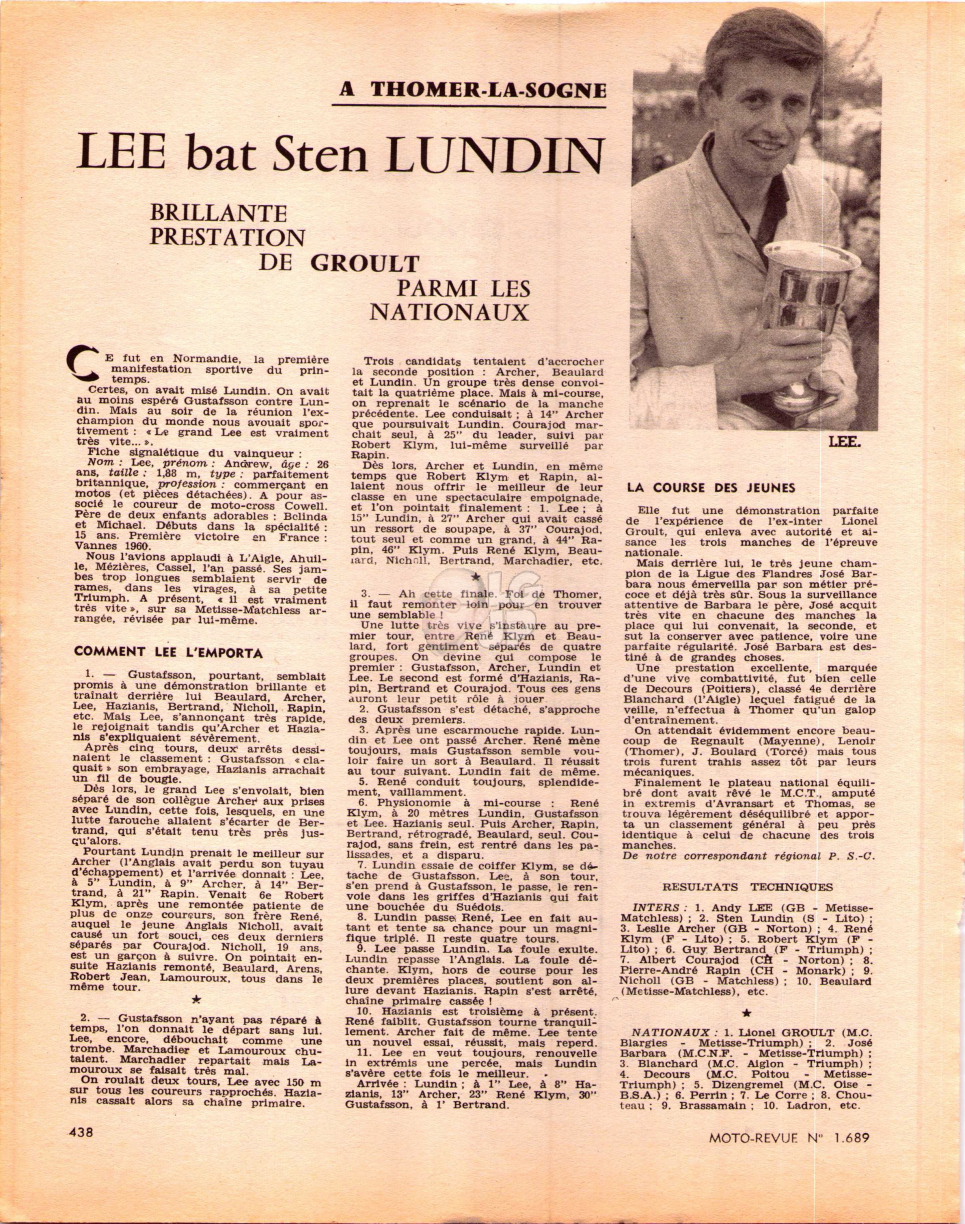 A THOMER-LA-SOGNE
LEE bat Sten LUNDIN
BRILLANTE
PRESTATION
DE GROULT
PARMI LES
NATIONAUX
CE fut en Normandie, la première
manifestation sportive du prin-
temps.
Certes, on avait misé Lundin. On avait
au moins espéré Gustafsson contre Lun-
din. Mais au soir de la réunion l'ex-
champion du monde nous avouait spor-
tivement : « Le grand Lee est vraiment
très vite... ».
Fiche signalétique du vainqueur :
Nom : Lee, prénom : Andrew, âge : 26
ans, taille : 1,88 m, type : parfaitement
britannique, profession : commerçant en
motos (et pièces détachées). A pour as-
socié le coureur de moto-cross Cowell.
Père de deux enfants adorables : Belinda
et Michael. Débuts dans la spécialité :
15 ans. Première victoire en France :
Vannes 1960.
Nous l'avions applaudi à L'Aigle, Ahuil-
le, Mézières, Cassel, l'an passé. Ses jam-
bes trop longues semblaient servir de
rames, dans les virages, à sa petite
Triumph. A présent, « il est vraiment
très vite », sur sa Metisse-Matchless ar-
rangée, révisée par lui-même.
COMMENT LEE L'EMPORTA
1. — Gustafsson, pourtant, semblait
promis à une démonstration brillante et
traînait derrière lui Beaulard, Archer,
Lee, Hazianis, Bertrand, Nicholl, Rapin,
etc. Mais Lee, s'annonçant très rapide,
le rejoignait tandis qu'Archer et Hazia-
nis s'expliquaient sévèrement.
Après cinq tours, deux arrêts dessi-
naient le classement : Gustafsson « cla-
quait » son embrayage, Hazianis arrachait
un fil de bougie.
Dès lors, le grand Lee s'envolait, bien
séparé de son collègue Archer aux prises
avec Lundin, cette fois, lesquels, en une
lutte farouche allaient s'écarter de Ber-
trand, qui s'était tenu très près jus-
qu'alors.
Pourtant Lundin prenait le meilleur sur
Archer (l'Anglais avait perdu son tuyau
d'échappement) et l'arrivée donnait : Lee,
à 5" Lundin, à 9" Archer, à 14" Ber-
trand, à 21" Rapin. Venait 6e Robert
Klym, après une remontée patiente de
plus de onze coureurs, son frère René,
auquel le jeune Anglais Nicholl, avait
causé un fort souci, ces deux derniers
séparés par Courajod. Nicholl, 19 ans,
est un garçon à suivre. On pointait en-
suite Hazianis remonté, Beaulard, Arens,
Robert Jean, Lamouroux, tous dans le
même tour.
★
2. — Gustafsson n'ayant pas réparé à
temps, l'on donnait le départ sans lui.
Lee, encore, débouchait comme une
trombe. Marchadier et Lamouroux chu-
taient. Marchadier repartait mais La-
mouroux se faisait très mal.
On roulait deux tours, Lee avec 150 m
sur tous les coureurs rapprochés. Hazia-
nis cassait alors sa chaîne primaire.
Trois candidats tentaient d'accrocher
la seconde position : Archer, Beaulard
et Lundin. Un groupe très dense convoi-
tait la quatrième place. Mais à mi-course,
on reprenait le scénario de la manche
précédente. Lee conduisait ; à 14" Archer
que poursuivait Lundin. Courajod mar-
chait seul, à 25" du leader, suivi par
Robert Klym, lui-même surveillé par
Rapin.
Dès lors, Archer et Lundin, en même
temps que Robert Klym et Rapin, al-
laient nous offrir le meilleur de leur
classe en une spectaculaire empoignade,
et l'on pointait finalement : 1. Lee ; à
15" Lundin, à 27" Archer qui avait cassé
un ressort de soupape, à 37" Courajod,
tout seul et comme un grand, à 44" Ra-
pin, 46" Klym. Puis René Klym, Beau-
lard, Nicholl, Bertrand, Marchadier, etc.
★
3. — Ah cette finale. Foi de Thomer,
il faut remonter loin pour en trouver
une semblable !
Une lutte très vive s'instaure au pre-
mier tour, entre René Klym et Beau-
lard, fort gentiment séparés de quatre
groupes. On devine qui compose le
premier : Gustafsson, Archer, Lundin et
Lee. Le second est formé d'Hazianis, Ra-
pin, Bertrand et Courajod. Tous ces gens
auront leur petit rôle à jouer
2. Gustafsson s'est détaché, s'approche
des deux premiers.
3. Après une escarmouche rapide. Lun-
din et Lee ont passé Archer. René mène
toujours, mais Gustafsson semble vou-
loir faire un sort à Beaulard. Il réussit
au tour suivant. Lundin fait de même.
5. René conduit toujours, splendide-
ment, vaillamment.
6. Physionomie à mi-course : René
Klym, à 20 mètres Lundin, Gustafsson
et Lee. Hazianis seul. Puis Archer, Rapin,
Bertrand, rétrogradé, Beaulard, seul. Cou-
rajod, sans frein, est rentré dans les pa-
lissades, et a disparu.
7. Lundin essaie de coiffer Klym, se dé-
tache de Gustafsson. Lee, à son tour,
s'en prend à Gustafsson, le passe, le ren-
voie dans les griffes d'Hazianis qui fait
une bouchée du Suédois.
8. Lundin passe René, Lee en fait au-
tant et tente sa chance pour un magni-
fique triplé. Il reste quatre tours.
9. Lee passe Lundin. La foule exulte.
Lundin repasse l'Anglais. La foule dé-
chante. Klym, hors de course pour les
deux premières places, soutient son al-
lure devant Hazianis. Rapin s'est arrêté,
chaîne primaire cassée !
10. Hazianis est troisième à présent.
René faiblit. Gustafsson tourne tranquil-
lement. Archer fait de même. Lee tente
un nouvel essai, réussit, mais reperd.
11. Lee en veut toujours, renouvelle
in extrémis une percée, mais Lundin
s'avère cette fois le meilleur.
Arrivée : Lundin ; à 1" Lee, à 8" Ha-
zianis, 13" Archer, 23" René Klym, 30"
Gustafsson, à 1' Bertrand.
LEE.
LA COURSE DES JEUNES
Elle fut une démonstration parfaite
de l'expérience de l'ex-inter Lionel
Groult, qui enleva avec autorité et ai-
sance les trois manches de l'épreuve
nationale.
Mais derrière lui, le très jeune cham-
pion de la Ligue des Flandres José Bar-
bara nous émerveilla par son métier pré-
coce et déjà très sûr. Sous la surveillance
attentive de Barbara le père, José acquit
très vite en chacune des manches la
place qui lui convenait, la seconde, et
sut la conserver avec patience, voire une
parfaite régularité. José Barbara est des-
tiné à de grandes choses.
Une prestation excellente, marquée
d'une vive combattivité, fut bien celle
de Decours (Poitiers), classé 4e derrière
Blanchard (l'Aigle) lequel fatigué de la
veille, n'effectua à Thomer qu'un galop
d'entraînement.
On attendait évidemment encore beau-
coup de Regnault (Mayenne), Lenoir
(Thomer), J. Boulard (Torcé) mais tous
trois furent trahis assez tôt par leurs
mécaniques.
Finalement le plateau national équili-
bré dont avait rêvé le M.C.T., amputé
in extremis d'Avransart et Thomas, se
trouva légèrement déséquilibré et appor-
ta un classement général à peu près
identique à celui de chacune des trois
manches.
De notre correspondant régional P. S.-C.
RESULTATS TECHNIQUES
INTERS : 1. Andy LEE (GB - Metisse-
Matchless) ; 2. Sten Lundin (S - Lito) ;
3. Leslie Archer (GB - Norton) ; 4. René
Klym (F - Lito) ; 5. Robert Klym (F -
Lito) ; 6. Guy Bertrand (F - Triumph) ;
7. Albert Courajod (CH - Norton) ; 8.
Pierre-André Rapin (CH - Monark) ; 9.
Nicholl (GB - Matchless) ; 10. Beaulard
(Metisse-Matchless), etc.
★
NATIONAUX : 1. Lionel GROULT (M.C.
Blargies - Metisse-Triumph) ; 2. José
Barbara (M.C.N.F. - Metisse-Triumph) ;
3. Blanchard (M.C. Aiglon - Triumph) ;
4. Decours (M.C. Poitou - Metisse-
Triumph) ; 5. Dizengremel (M.C. Oise -
B.S.A.) ; 6. Perrin ; 7. Le Corre ; 8. Chou-
teau ; 9. Brassamain ; 10. Ladron, etc.
438
MOTO-REVUE N° 1.689